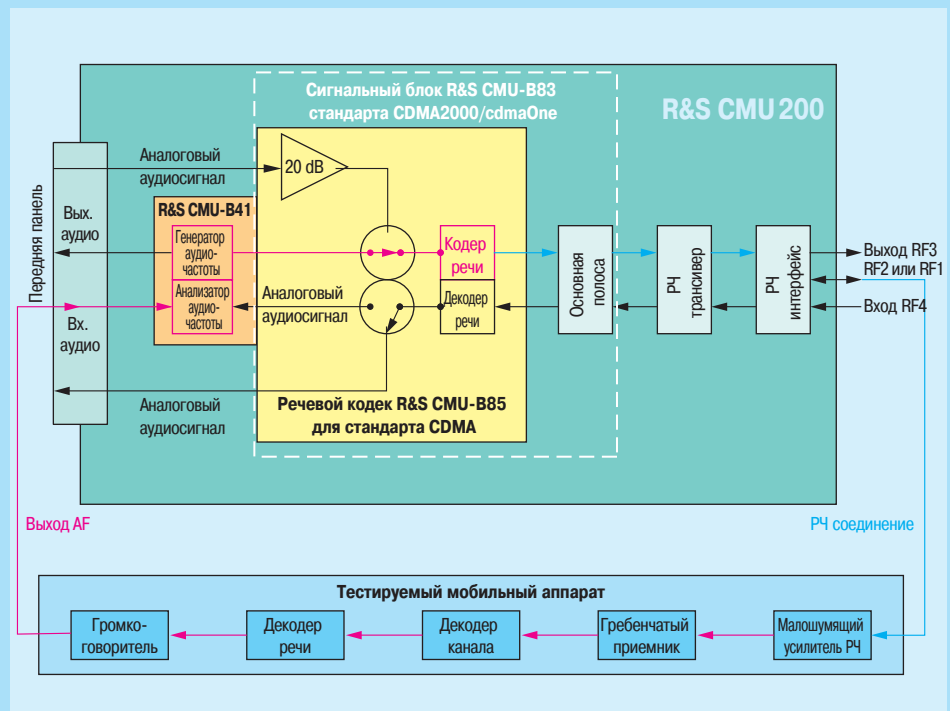 Сигнальный блок R&S CMU-B83
стандарта CDMA2000/cdmaOne
R&S CMU 200
Передняя панель
Аналоговый
аудиосигнал
20 dB
Вых.
аудио
R&S CMU-B41
Генератор
аудио-
частоты
Анализатор
аудио-
частоты
Кодер
речи
Декодер
речи
Аналоговый
аудиосигнал
Основная
полоса
РЧ
трансивер
РЧ
интерфейс
Выход RF3
RF2 или RF1
Вход RF4
Вх.
аудио
Аналоговый
аудиосигнал
Речевой кодек R&S CMU-B85
для стандарта CDMA
Выход AF
РЧ соединение
Тестируемый мобильный аппарат
Громко-
говоритель
Декодер
речи
Декодер
канала
Гребенчатый
приемник
Малошумящий
усилитель РЧ